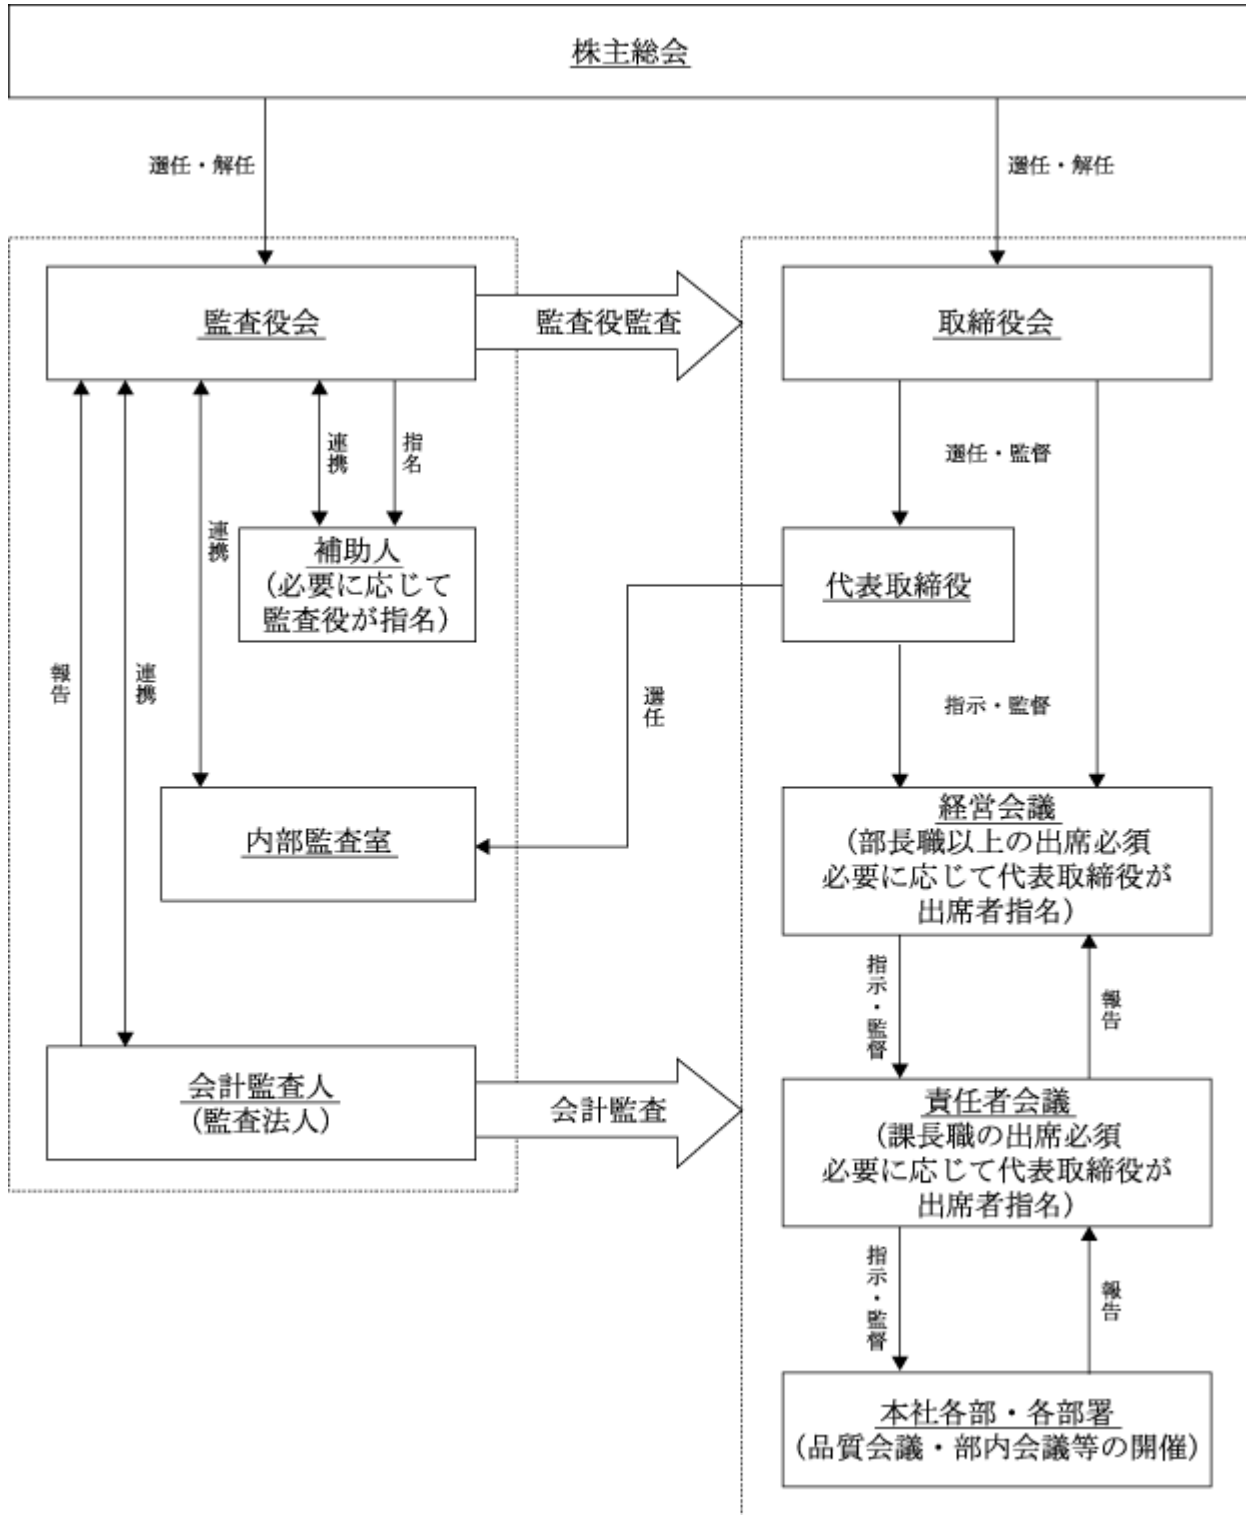 株主総会
選任・解任
選任・解任
監査役会
監査役監査
取締役会
連携
指名
選任・監督
連携
補助人
(必要に応じて
監査役が指名)
代表取締役
報告
連携
選任
指示・監督
内部監査室
経営会議
(部長職以上の出席必須
必要に応じて代表取締役が
出席者指名)
指示・監督
報告
会計監査人
(監査法人)
会計監査
責任者会議
(課長職の出席必須
必要に応じて代表取締役が
出席者指名)
指示・監督
報告
本社各部・各部署
(品質会議・部内会議等の開催)